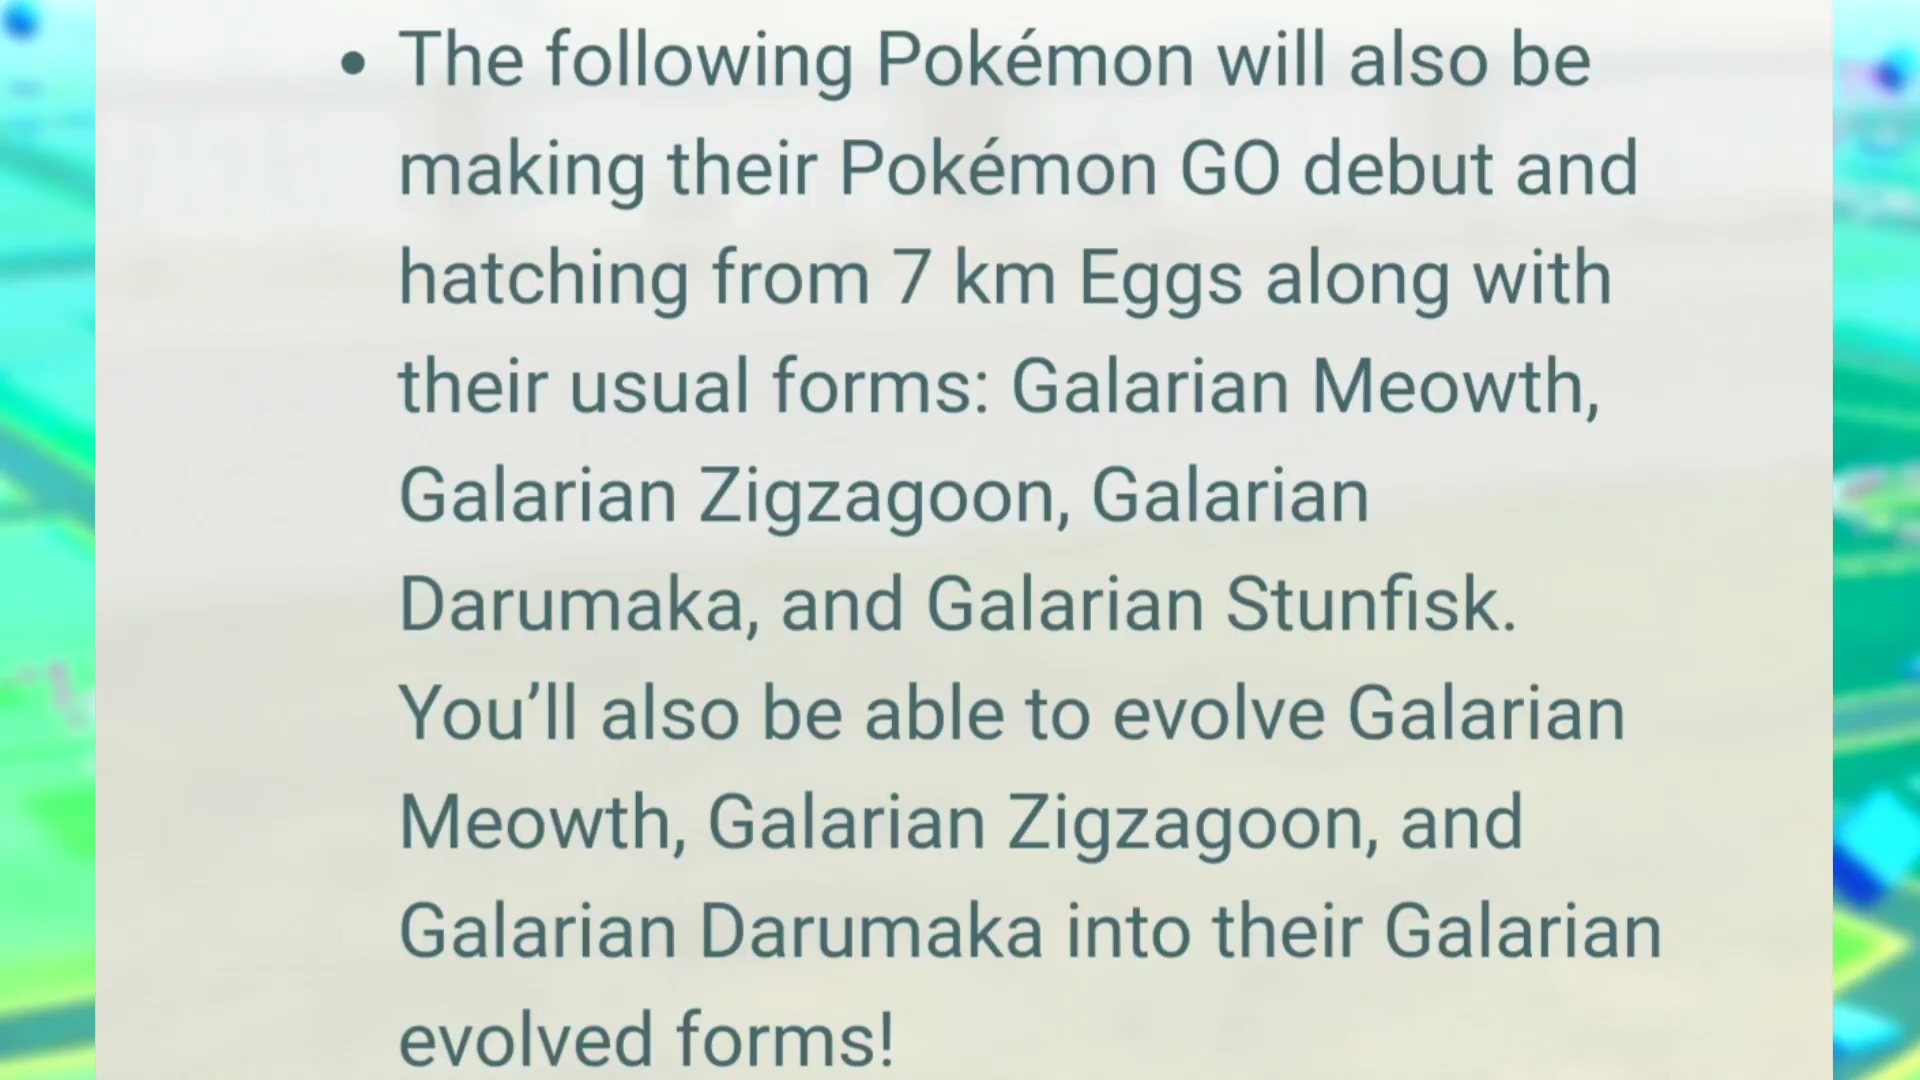 • The following Pokémon will also be
making their Pokémon GO debut and
hatching from 7 km Eggs along with
their usual forms: Galarian Meowth,
Galarian Zigzagoon, Galarian
Darumaka, and Galarian Stunfisk.
You’ll also be able to evolve Galarian
Meowth, Galarian Zigzagoon, and
Galarian Darumaka into their Galarian
evolved forms!